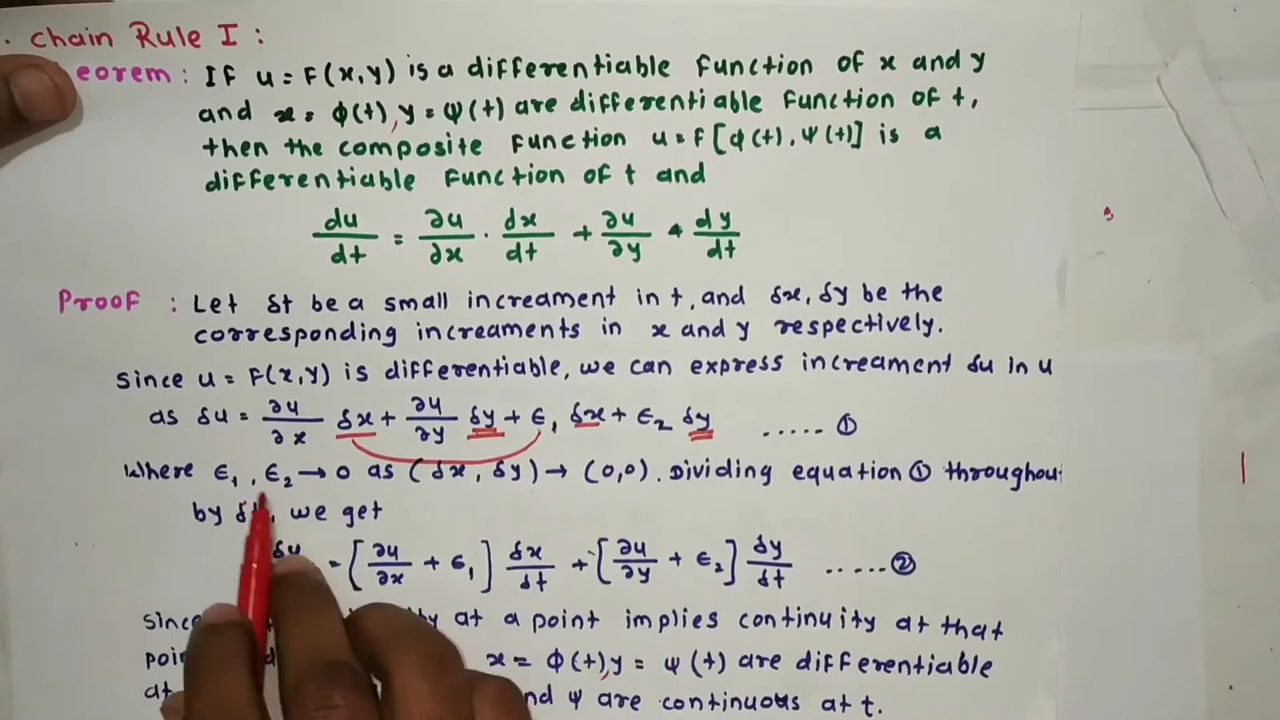 Chain Rule I :
eorem : If u = F(x,y) is a differentiable function of x and y
and x = ϕ(t), y = ψ(t) are differentiable function of t,
then the composite function u = F[ϕ(t), ψ(t)] is a
differentiable function of t and
du/dt = ∂u/∂x · dx/dt + ∂u/∂y · dy/dt
Proof : Let δt be a small increament in t, and δx, δy be the
corresponding increaments in x and y respectively.
Since u = F(x,y) is differentiable, we can express increament δu in u
as δu = ∂u/∂x δx + ∂u/∂y δy + ϵ₁ δx + ϵ₂ δy ..... ①
Where ϵ₁, ϵ₂ → 0 as (δx, δy) → (0,0). Dividing equation ① throughout
by we get
δu = [∂u/∂x + ϵ₁] δx/δt + [∂u/∂y + ϵ₂] δy/δt ..... ②
Since at a point implies continuity at that
x = ϕ(t), y = ψ(t) are differentiable
at ψ are continuous at t.